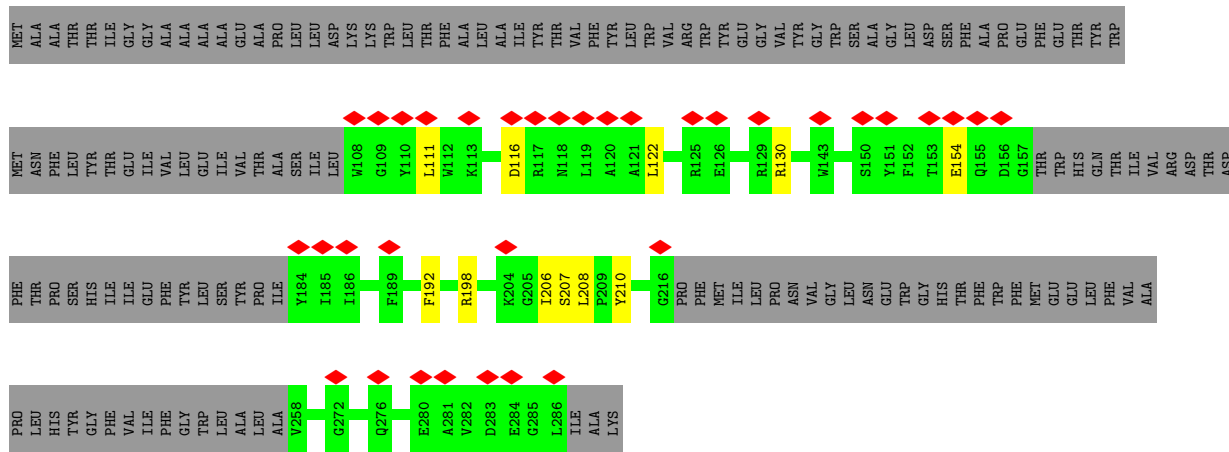 MET ALA ALA THR THR ILE GLY GLY ALA ALA ALA ALA GLU ALA PRO LEU LEU ASP LYS LYS TRP LEU THR PHE ALA LEU ALA ILE TYR THR VAL PHE TYR LEU TRP VAL ARG TRP TYR GLU GLY VAL TYR GLY TRP SER ALA GLY LEU ASP SER PHE ALA PRO GLU PHE GLU THR TYR TRP
MET ASN PHE LEU TYR THR GLU ILE VAL LEU GLU ILE VAL THR ALA SER ILE LEU W108 G109 Y110 L111 W112 K113 D116 R117 N118 L119 A120 A121 L122 R125 E126 R129 R130 W143 S150 Y151 F152 T153 E154 Q155 D156 G157 THR TRP HIS GLN THR ILE VAL ARG ASP THR ASP
PHE THR PRO SER HIS ILE ILE GLU PHE TYR LEU SER TYR PRO ILE Y184 I185 I186 F189 F192 R198 K204 G205 I206 S207 L208 P209 Y210 G216 PRO PHE MET ILE LEU PRO ASN VAL GLY LEU ASN GLU TRP GLY HIS THR PHE TRP PHE MET GLU GLU LEU PHE VAL ALA
PRO LEU HIS TYR GLY PHE VAL ILE PHE GLY TRP LEU ALA LEU ALA V258 G272 Q276 E280 A281 V282 D283 E284 G285 L286 ILE ALA LYS